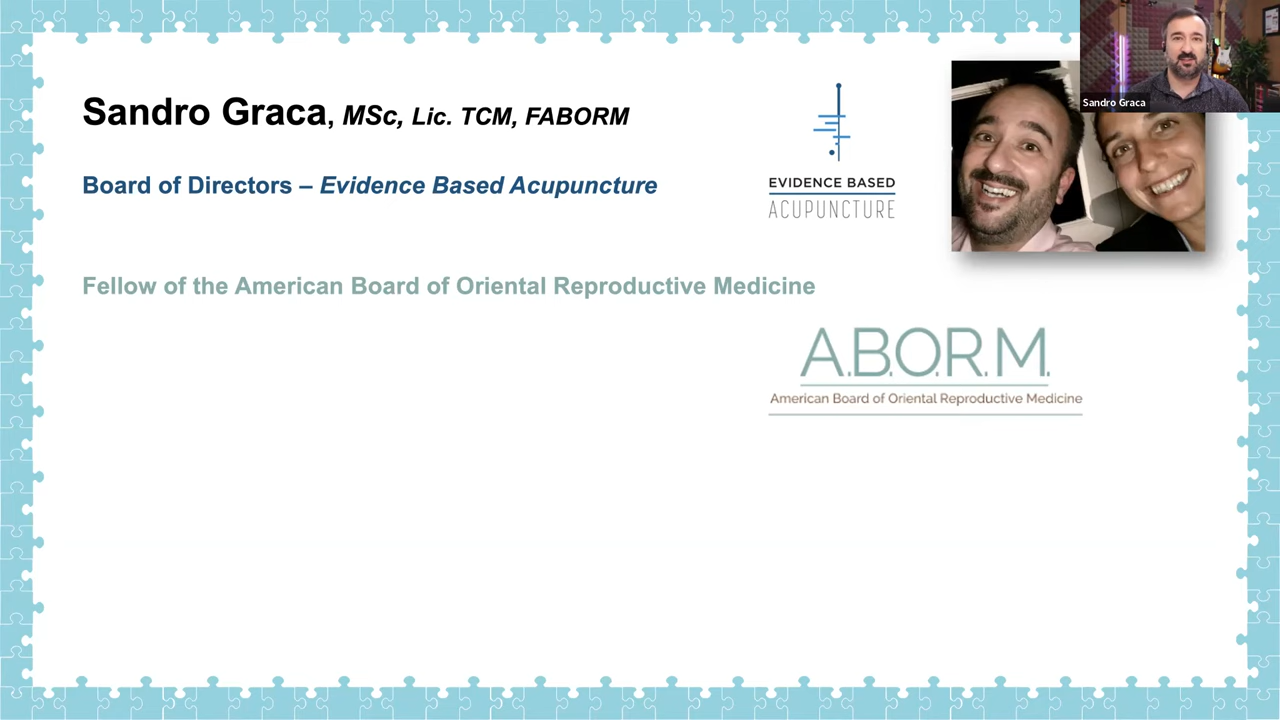 Sandro Graca
Sandro Graca, MSc, Lic. TCM, FABORM
Board of Directors – Evidence Based Acupuncture
EVIDENCE BASED
ACUPUNCTURE
Fellow of the American Board of Oriental Reproductive Medicine
A.B.O.R.M.
American Board of Oriental Reproductive Medicine